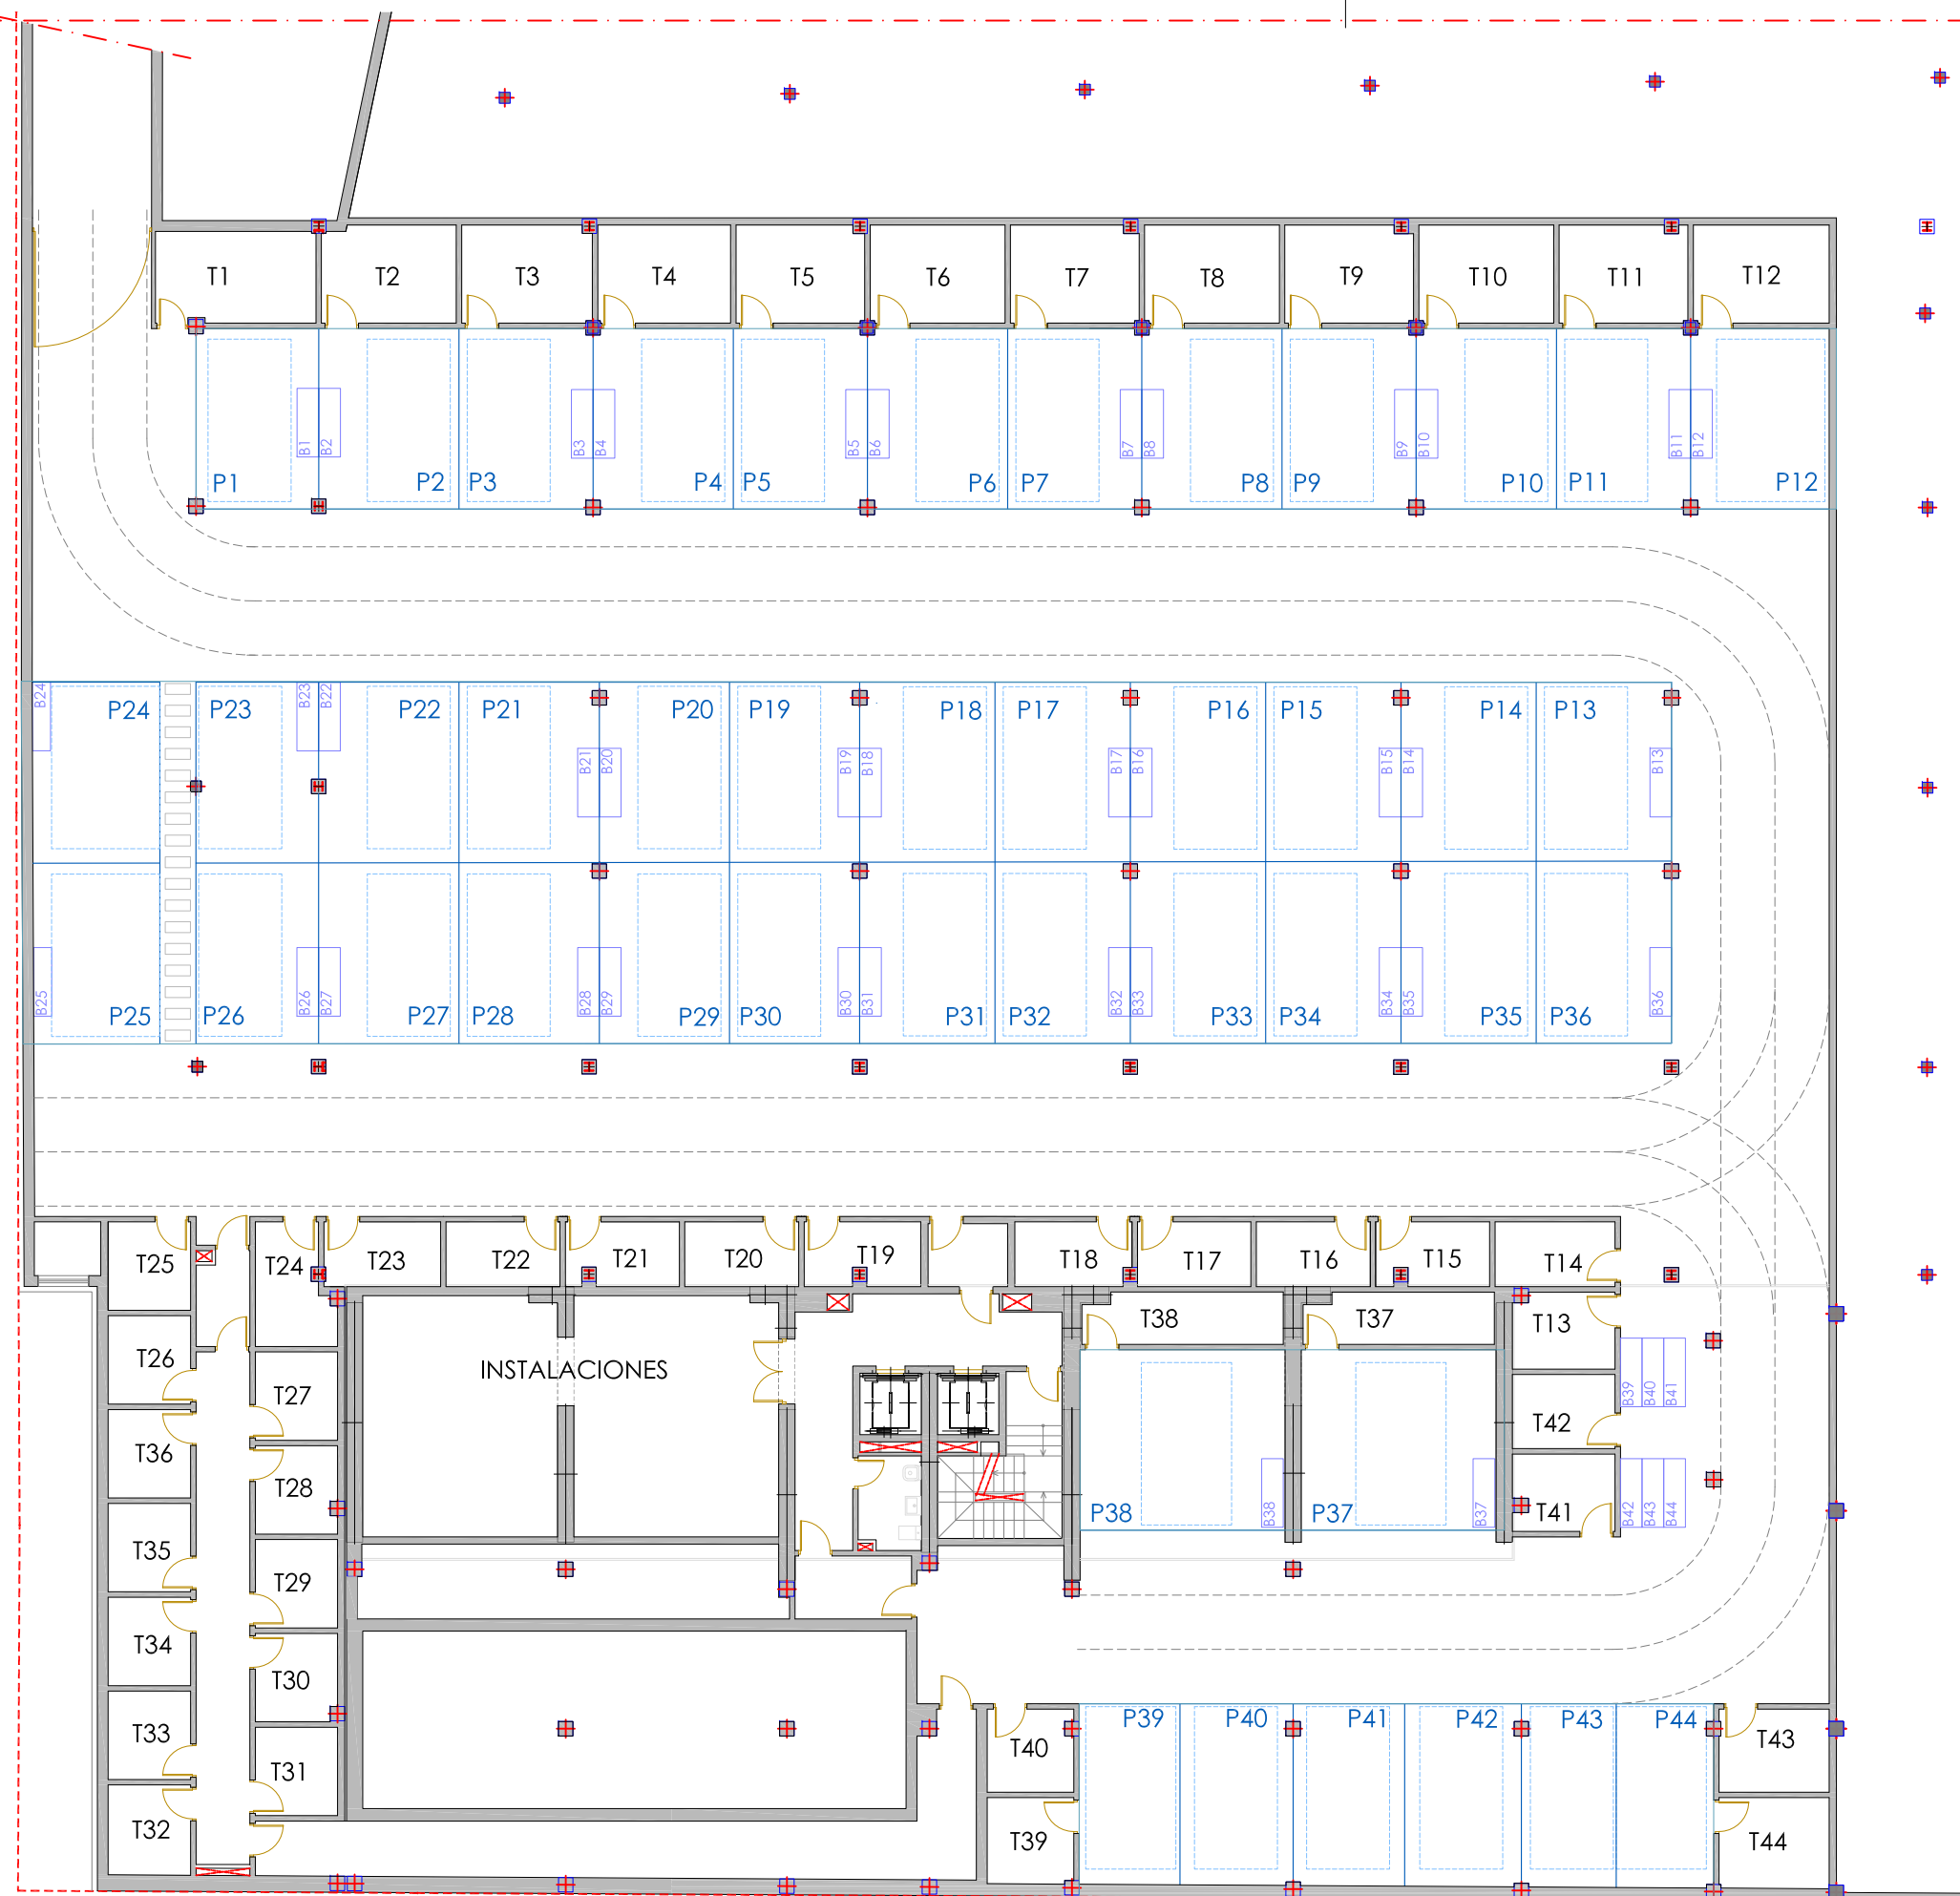 T1 T2 T3 T4 T5 T6 T7 T8 T9 T10 T11 T12
B1 B2 B3 B4 B5 B6 B7 B8 B9 B10 B11 B12
P1 P2 P3 P4 P5 P6 P7 P8 P9 P10 P11 P12
B24 B23 B22
P24 P23 P22 P21 P20 P19 P18 P17 P16 P15 P14 P13
B21 B20 B19 B18 B17 B16 B15 B14 B13
B25 B26 B27 B28 B29 B30 B31 B32 B33 B34 B35 B36
P25 P26 P27 P28 P29 P30 P31 P32 P33 P34 P35 P36
T25 T24 T23 T22 T21 T20 T19 T18 T17 T16 T15 T14
T38 T37 T13
T26 INSTALACIONES
T27 B39 B40 B41
T36 T42
T28 P38 B38 P37 B37 T41 B42 B43 B44
T35
T29
T34
T30
T33 P39 P40 P41 P42 P43 P44
T31 T40 T43
T32 T39 T44